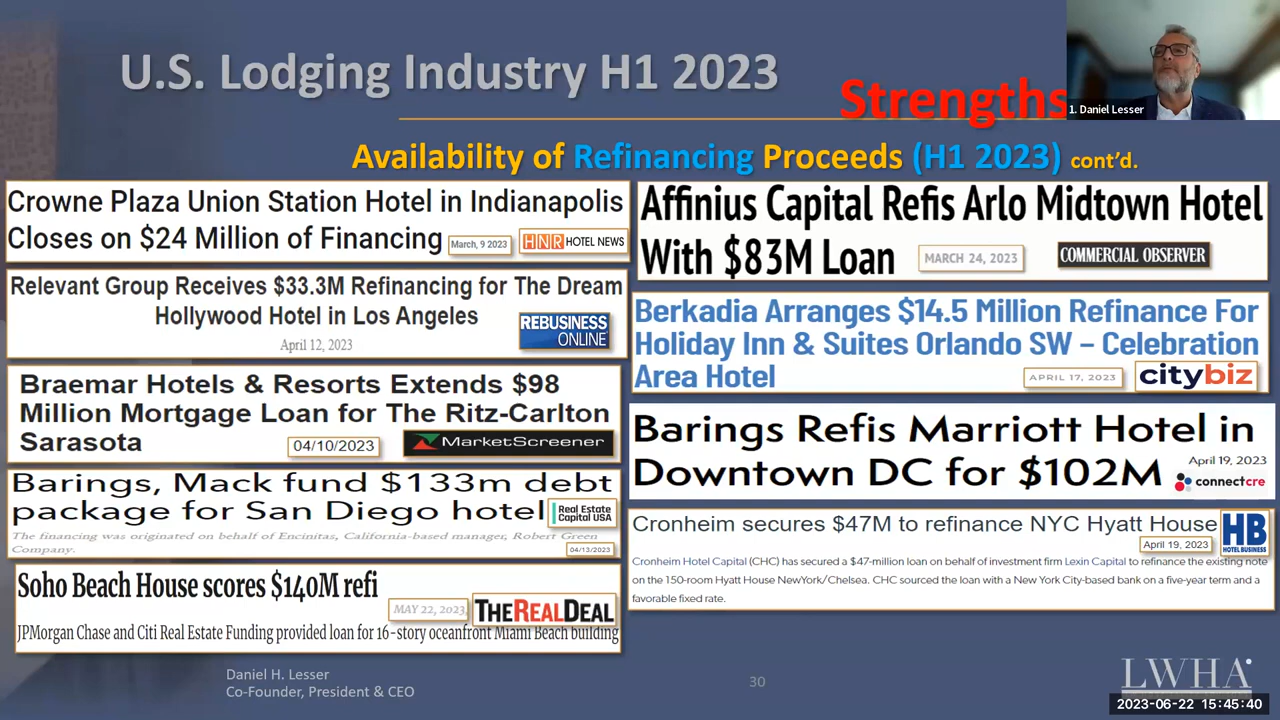 U.S. Lodging Industry H1 2023
Strengths
1. Daniel Lesser
Availability of Refinancing Proceeds (H1 2023) cont'd.
Crowne Plaza Union Station Hotel in Indianapolis
Closes on $24 Million of Financing
March, 9 2023
HNR HOTEL NEWS
Relevant Group Receives $33.3M Refinancing for The Dream
Hollywood Hotel in Los Angeles
April 12, 2023
REBUSINESS
ONLINE
Braemar Hotels & Resorts Extends $98
Million Mortgage Loan for The Ritz-Carlton
Sarasota
04/10/2023
MarketScreener
Barings, Mack fund $133m debt
package for San Diego hotel
Real Estate
Capital USA
The financing was originated on behalf of Encinitas, California-based manager, Robert Green
Company.
04/13/2023
Soho Beach House scores $140M refi
MAY 22, 2023,
THE REAL DEAL
JPMorgan Chase and Citi Real Estate Funding provided loan for 16-story oceanfront Miami Beach building
Affinius Capital Refis Arlo Midtown Hotel
With $83M Loan
MARCH 24, 2023
COMMERCIAL OBSERVER
Berkadia Arranges $14.5 Million Refinance For
Holiday Inn & Suites Orlando SW – Celebration
Area Hotel
APRIL 17, 2023
citybiz
Barings Refis Marriott Hotel in
Downtown DC for $102M
April 19, 2023
connectcre
Cronheim secures $47M to refinance NYC Hyatt House
April 19, 2023
HB
HOTEL BUSINESS
Cronheim Hotel Capital (CHC) has secured a $47-million loan on behalf of investment firm Lexin Capital to refinance the existing note
on the 150-room Hyatt House NewYork/Chelsea. CHC sourced the loan with a New York City-based bank on a five-year term and a
favorable fixed rate.
Daniel H. Lesser
Co-Founder, President & CEO
30
LWHA
2023-06-22 15:45:40